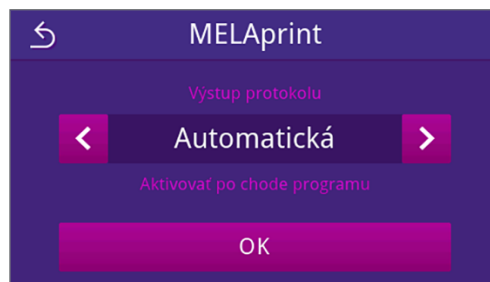 MELAprint
Výstup protokolu
Automatická
Aktivovať po chode programu
OK